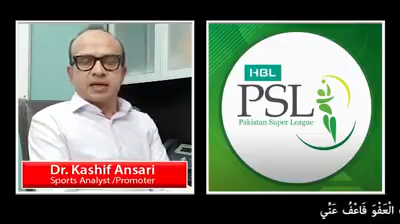 Dr. Kashif Ansari
Sports Analyst /Promoter
HBL
PSL
Pakistan Super League
الْعَفْوَ فَاعْفُ عَنِّي